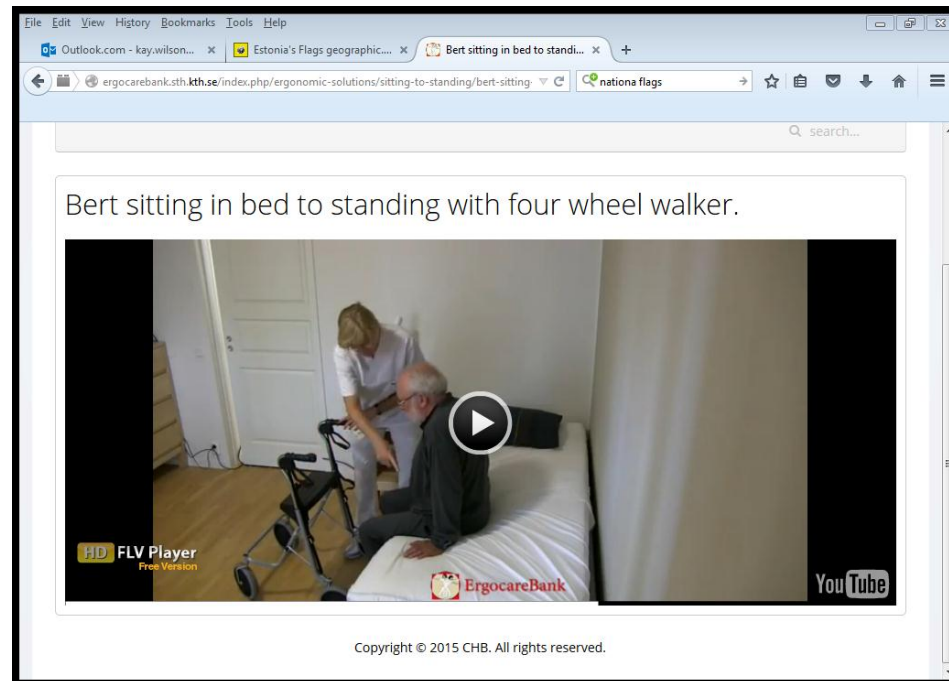 File Edit View History Bookmarks Tools Help
Outlook.com - kay.wilson... × Estonia's Flags geographic.... × Bert sitting in bed to standi... × +
ergocarebank.sth.kth.se/index.php/ergonomic-solutions/sitting-to-standing/bert-sitting- nationa flags
search...
Bert sitting in bed to standing with four wheel walker.
HD FLV Player
Free Version
ErgocareBank
YouTube
Copyright © 2015 CHB. All rights reserved.